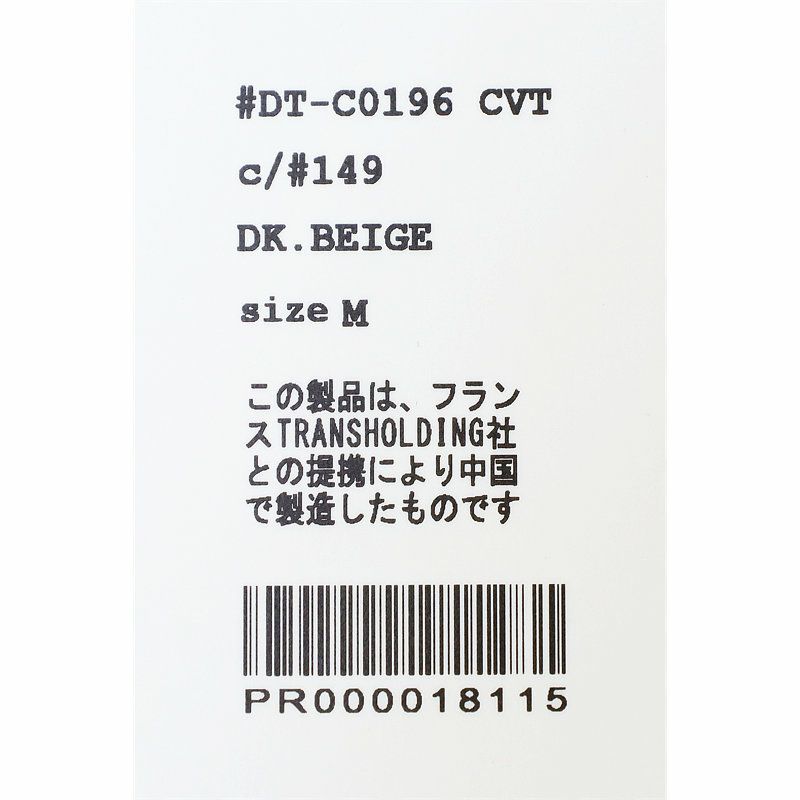 #DT-C0196 CVT
c/#149
DK.BEIGE
size M
この製品は、フラン
スTRANSHOLDING社
との提携により中国
で製造したものです
PR000018115